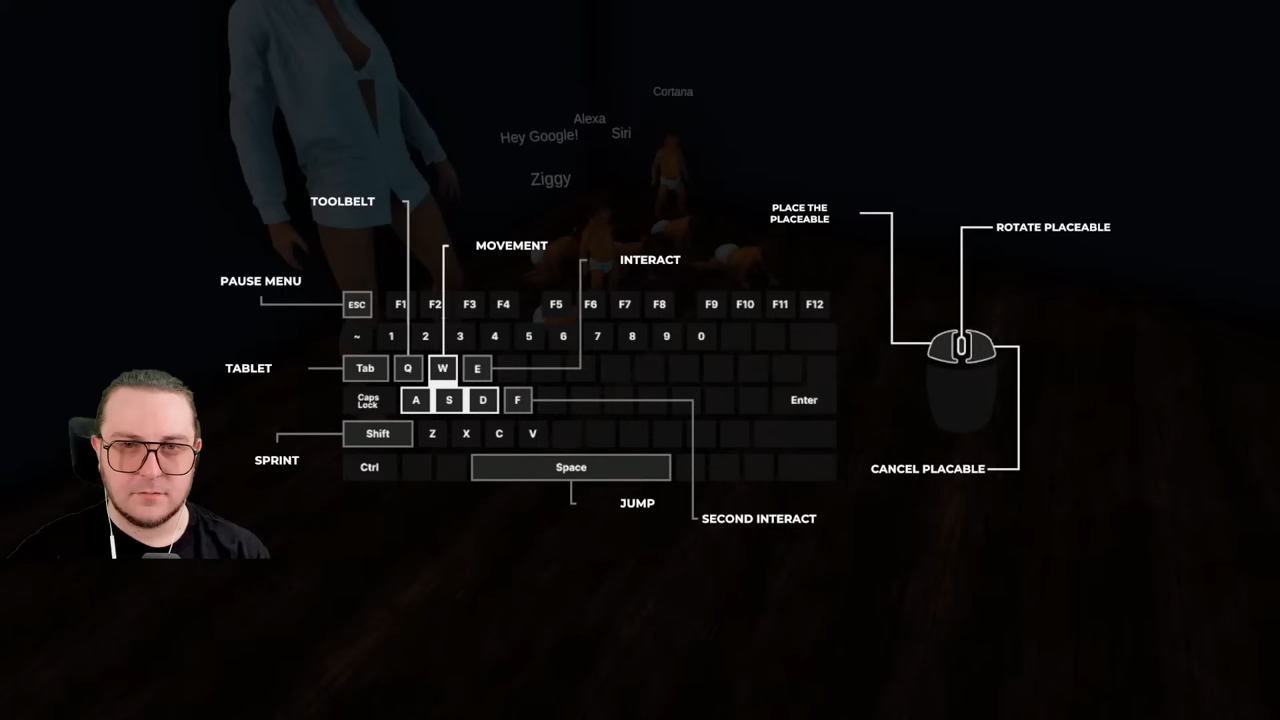 Cortana
Alexa
Hey Google!
Siri
Ziggy
TOOLBELT
PLACE THE
PLACEABLE
ROTATE PLACEABLE
MOVEMENT
INTERACT
PAUSE MENU
ESC F1 F2 F3 F4 F5 F6 F7 F8 F9 F10 F11 F12
~ 1 2 3 4 5 6 7 8 9 0
TABLET
Tab Q W E
Caps
Lock
A S D F Enter
Shift Z X C V
SPRINT
Ctrl Space
CANCEL PLACABLE
JUMP
SECOND INTERACT